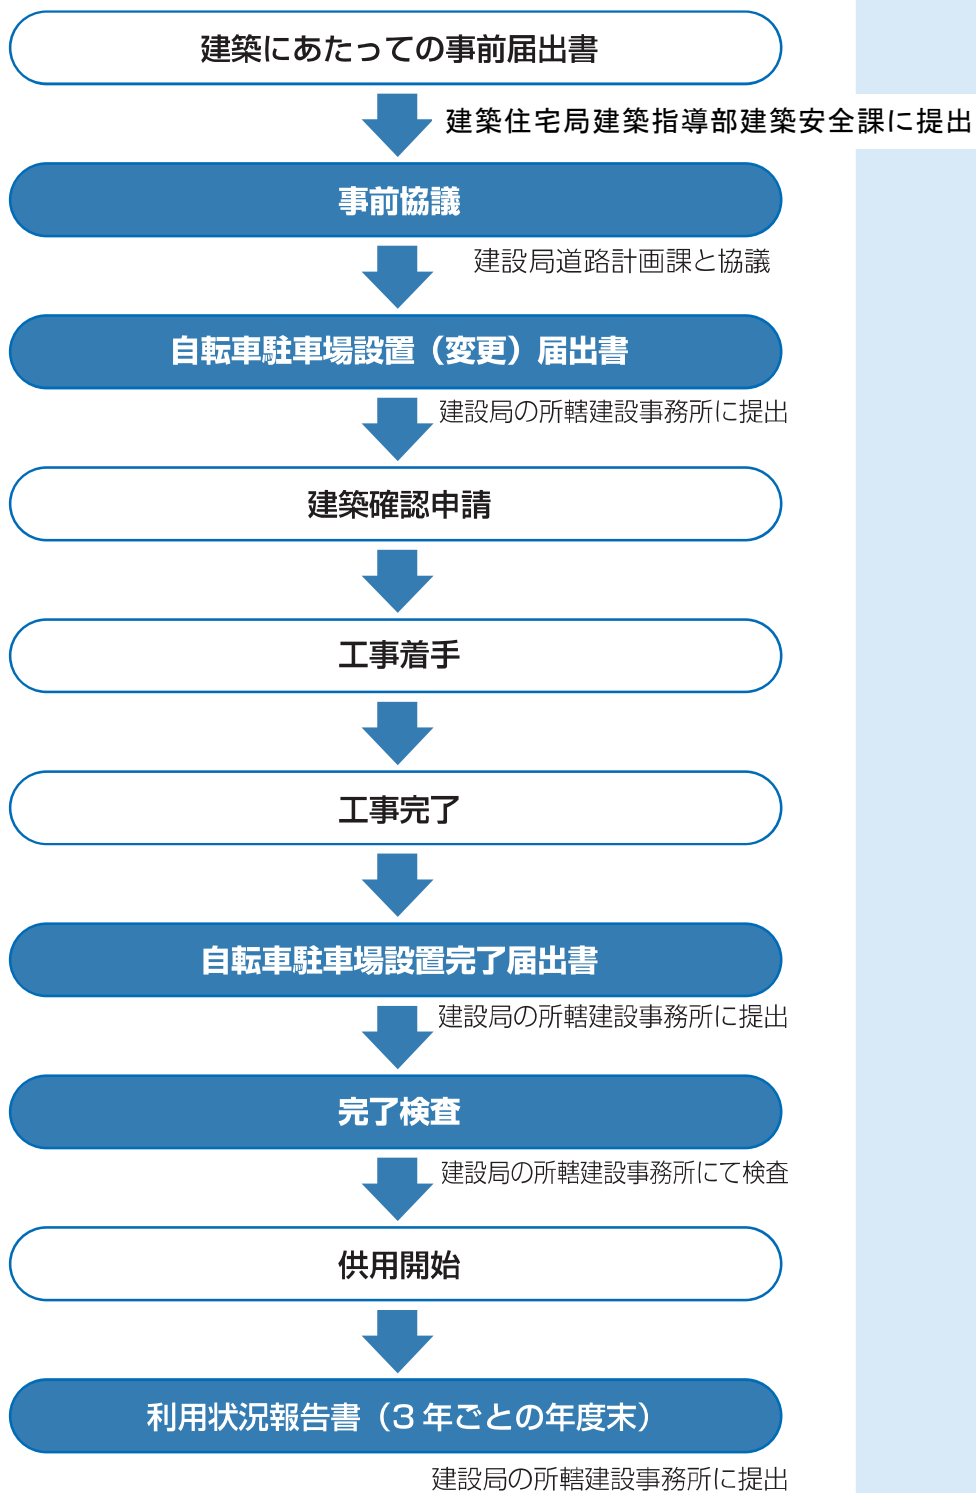 建築にあたっての事前届出書
建築住宅局建築指導部建築安全課に提出
事前協議
建設局道路計画課と協議
自転車駐車場設置（変更）届出書
建設局の所轄建設事務所に提出
建築確認申請
工事着手
工事完了
自転車駐車場設置完了届出書
建設局の所轄建設事務所に提出
完了検査
建設局の所轄建設事務所にて検査
供用開始
利用状況報告書（3 年ごとの年度末）
建設局の所轄建設事務所に提出